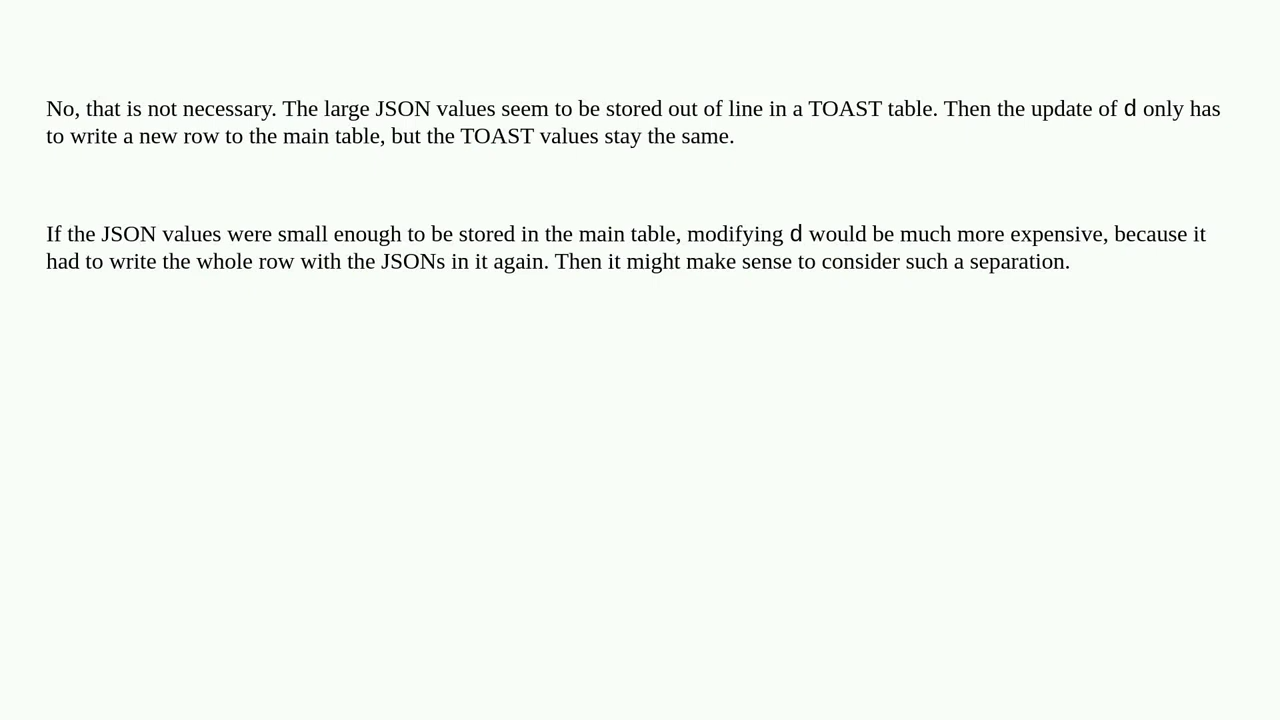 No, that is not necessary. The large JSON values seem to be stored out of line in a TOAST table. Then the update of d only has
to write a new row to the main table, but the TOAST values stay the same.
If the JSON values were small enough to be stored in the main table, modifying d would be much more expensive, because it
had to write the whole row with the JSONs in it again. Then it might make sense to consider such a separation.